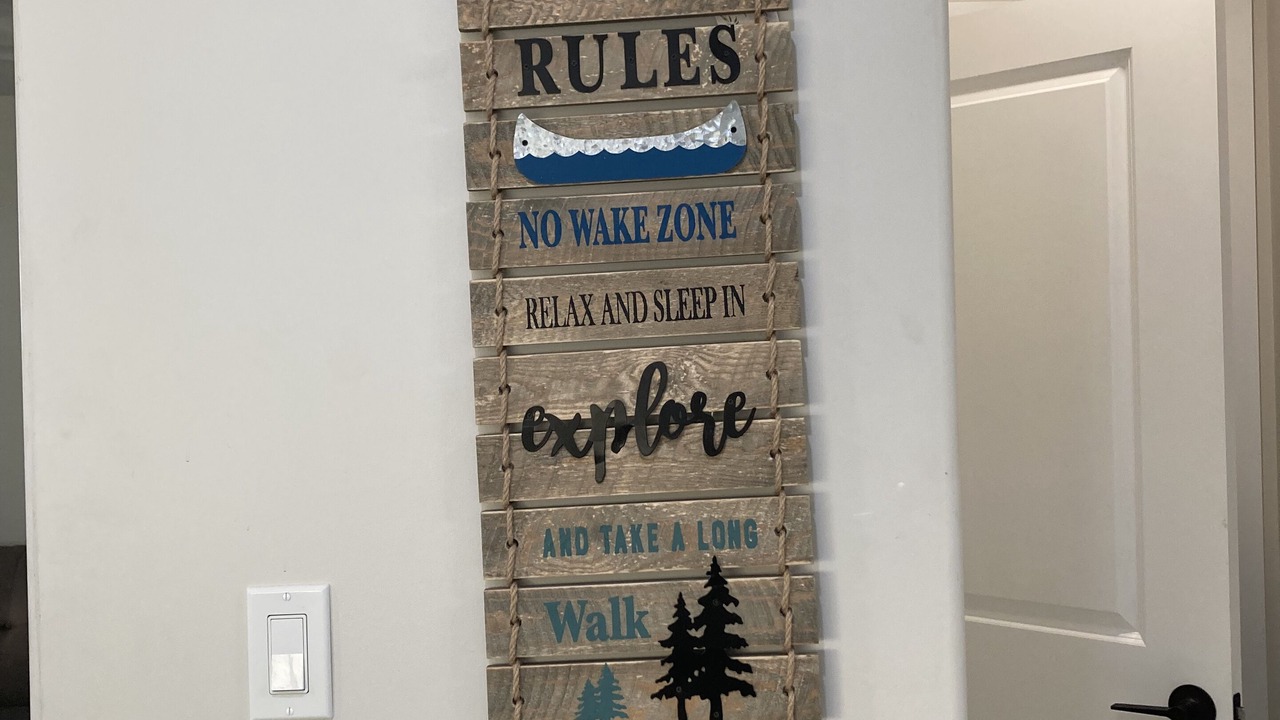 RULES
NO WAKE ZONE
RELAX AND SLEEP IN
explore
AND TAKE A LONG
Walk